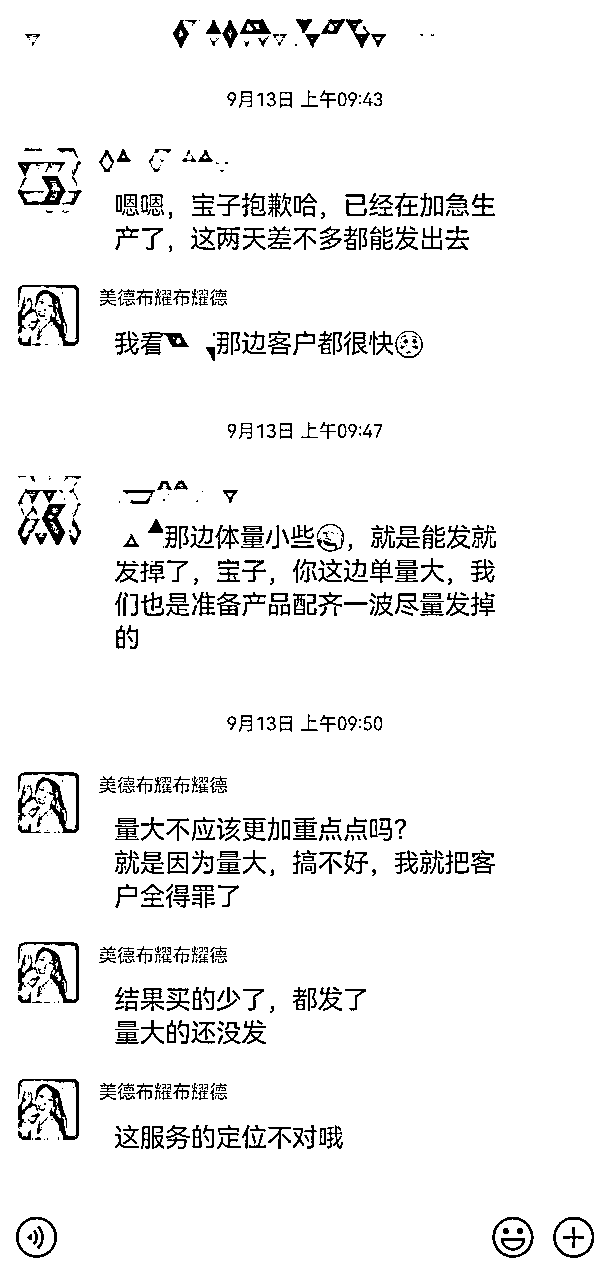 9月13日 上午09:43
嗯嗯，宝子抱歉哈，已经在加急生
产了，这两天差不多都能发出去
美德布耀布耀德
我看 那边客户都很快
9月13日 上午09:47
那边体量小些，就是能发就
发掉了，宝子，你这边单量大，我
们也是准备产品配齐一波尽量发掉
的
9月13日 上午09:50
美德布耀布耀德
量大不应该更加重点点吗？
就是因为量大，搞不好，我就把客
户全得罪了
美德布耀布耀德
结果买的少了，都发了
量大的还没发
美德布耀布耀德
这服务的定位不对哦